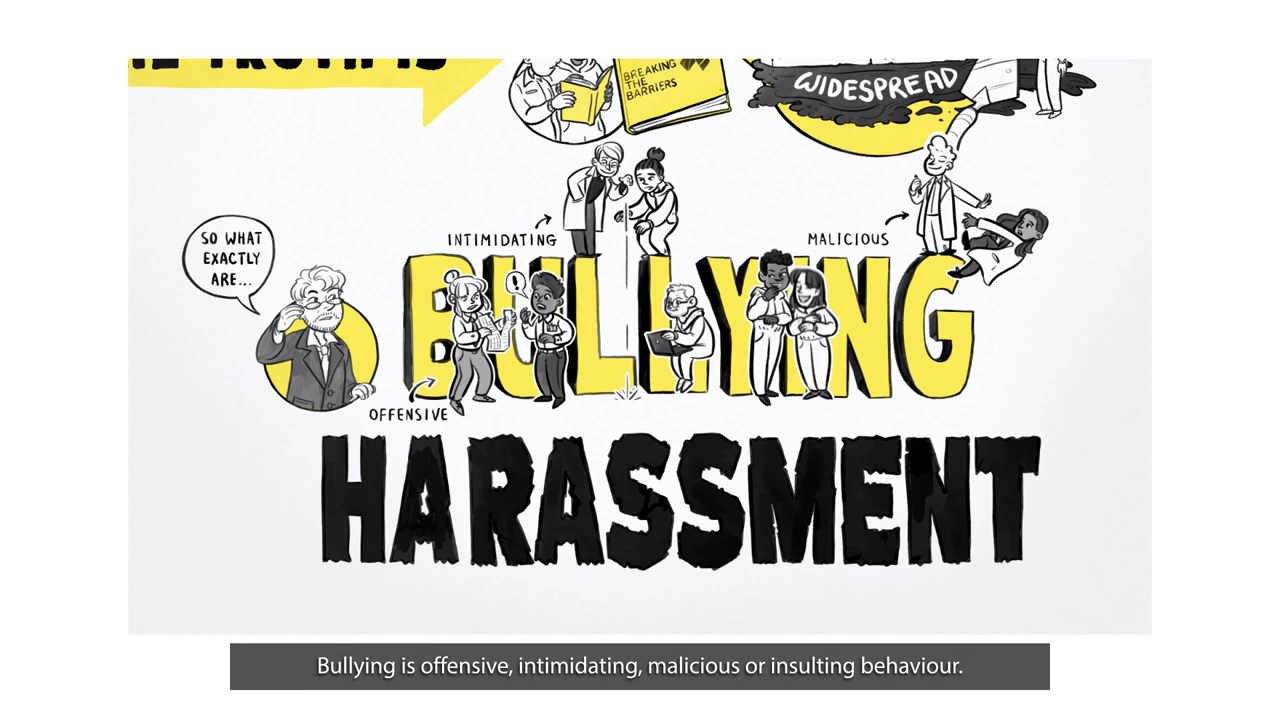 BREAKING
THE
BARRIERS
WIDESPREAD
INTIMIDATING
MALICIOUS
SO WHAT
EXACTLY
ARE...
!
BULLYING
OFFENSIVE
HARASSMENT
Bullying is offensive, intimidating, malicious or insulting behaviour.